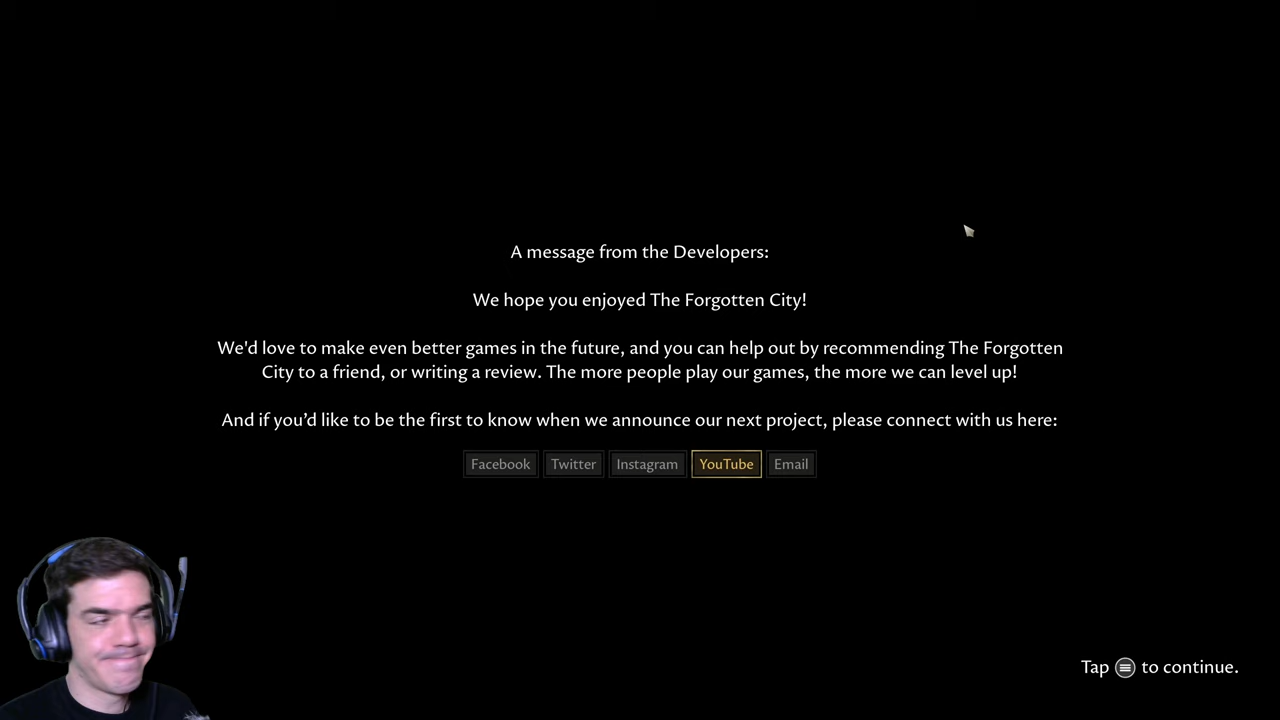 A message from the Developers:
We hope you enjoyed The Forgotten City!
We'd love to make even better games in the future, and you can help out by recommending The Forgotten
City to a friend, or writing a review. The more people play our games, the more we can level up!
And if you’d like to be the first to know when we announce our next project, please connect with us here:
Facebook Twitter Instagram YouTube Email
Tap to continue.